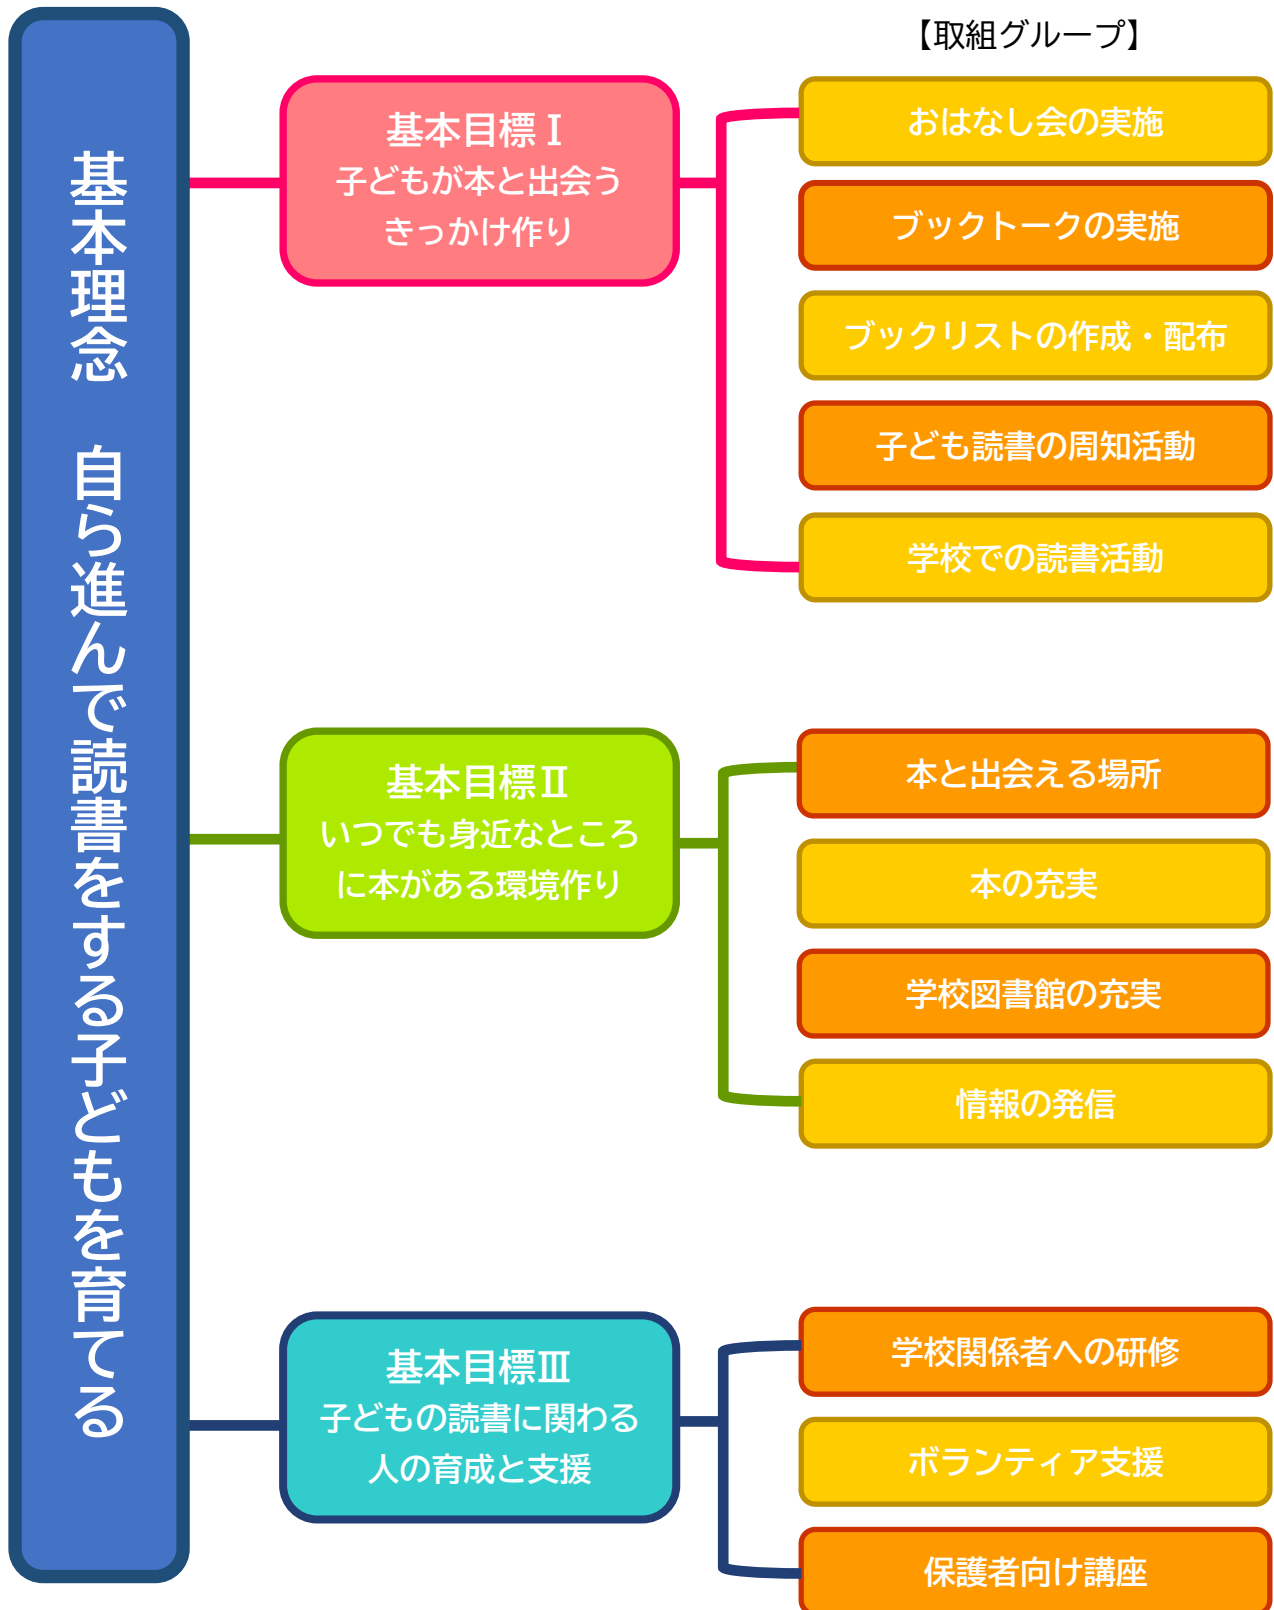 基本理念　自ら進んで読書をする子どもを育てる
【取組グループ】
基本目標Ⅰ
子どもが本と出会う
きっかけ作り
おはなし会の実施
ブックトークの実施
ブックリストの作成・配布
子ども読書の周知活動
学校での読書活動
基本目標Ⅱ
いつでも身近なところ
に本がある環境作り
本と出会える場所
本の充実
学校図書館の充実
情報の発信
基本目標Ⅲ
子どもの読書に関わる
人の育成と支援
学校関係者への研修
ボランティア支援
保護者向け講座